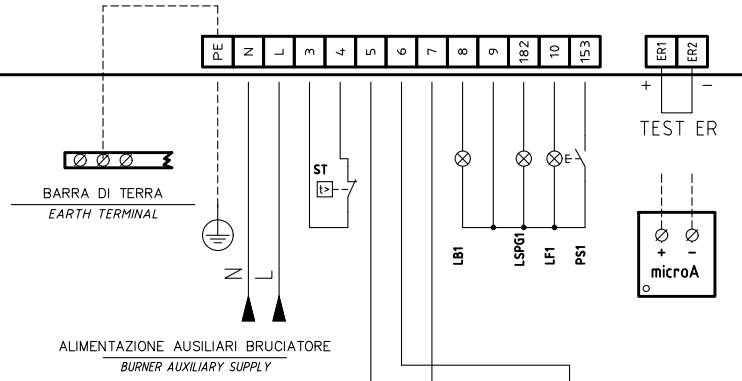 PE N L 3 4 5 6 7 8 9 182 10 153 ER1 ER2
+ -
TEST ER
ST
t>
E
BARRA DI TERRA
EARTH TERMINAL
LB1 LSPG1 LF1 PS1
+ -
microA
N L
ALIMENTAZIONE AUSILIARI BRUCIATORE
BURNER AUXILIARY SUPPLY